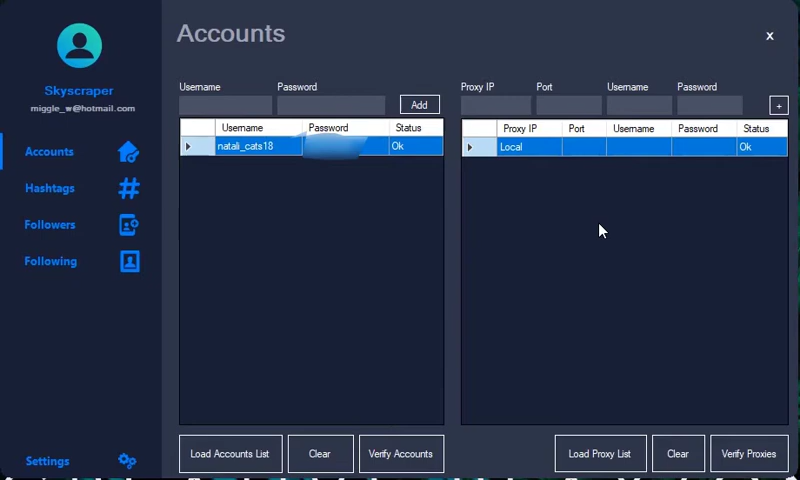 Accounts
x
Skyscraper
miggle_w@hotmail.com
Username Password
Add
Proxy IP Port Username Password
+
Username Password Status
natali_cats18 Ok
Proxy IP Port Username Password Status
Local Ok
Accounts
Hashtags
Followers
Following
Load Accounts List
Clear
Verify Accounts
Load Proxy List
Clear
Verify Proxies
Settings